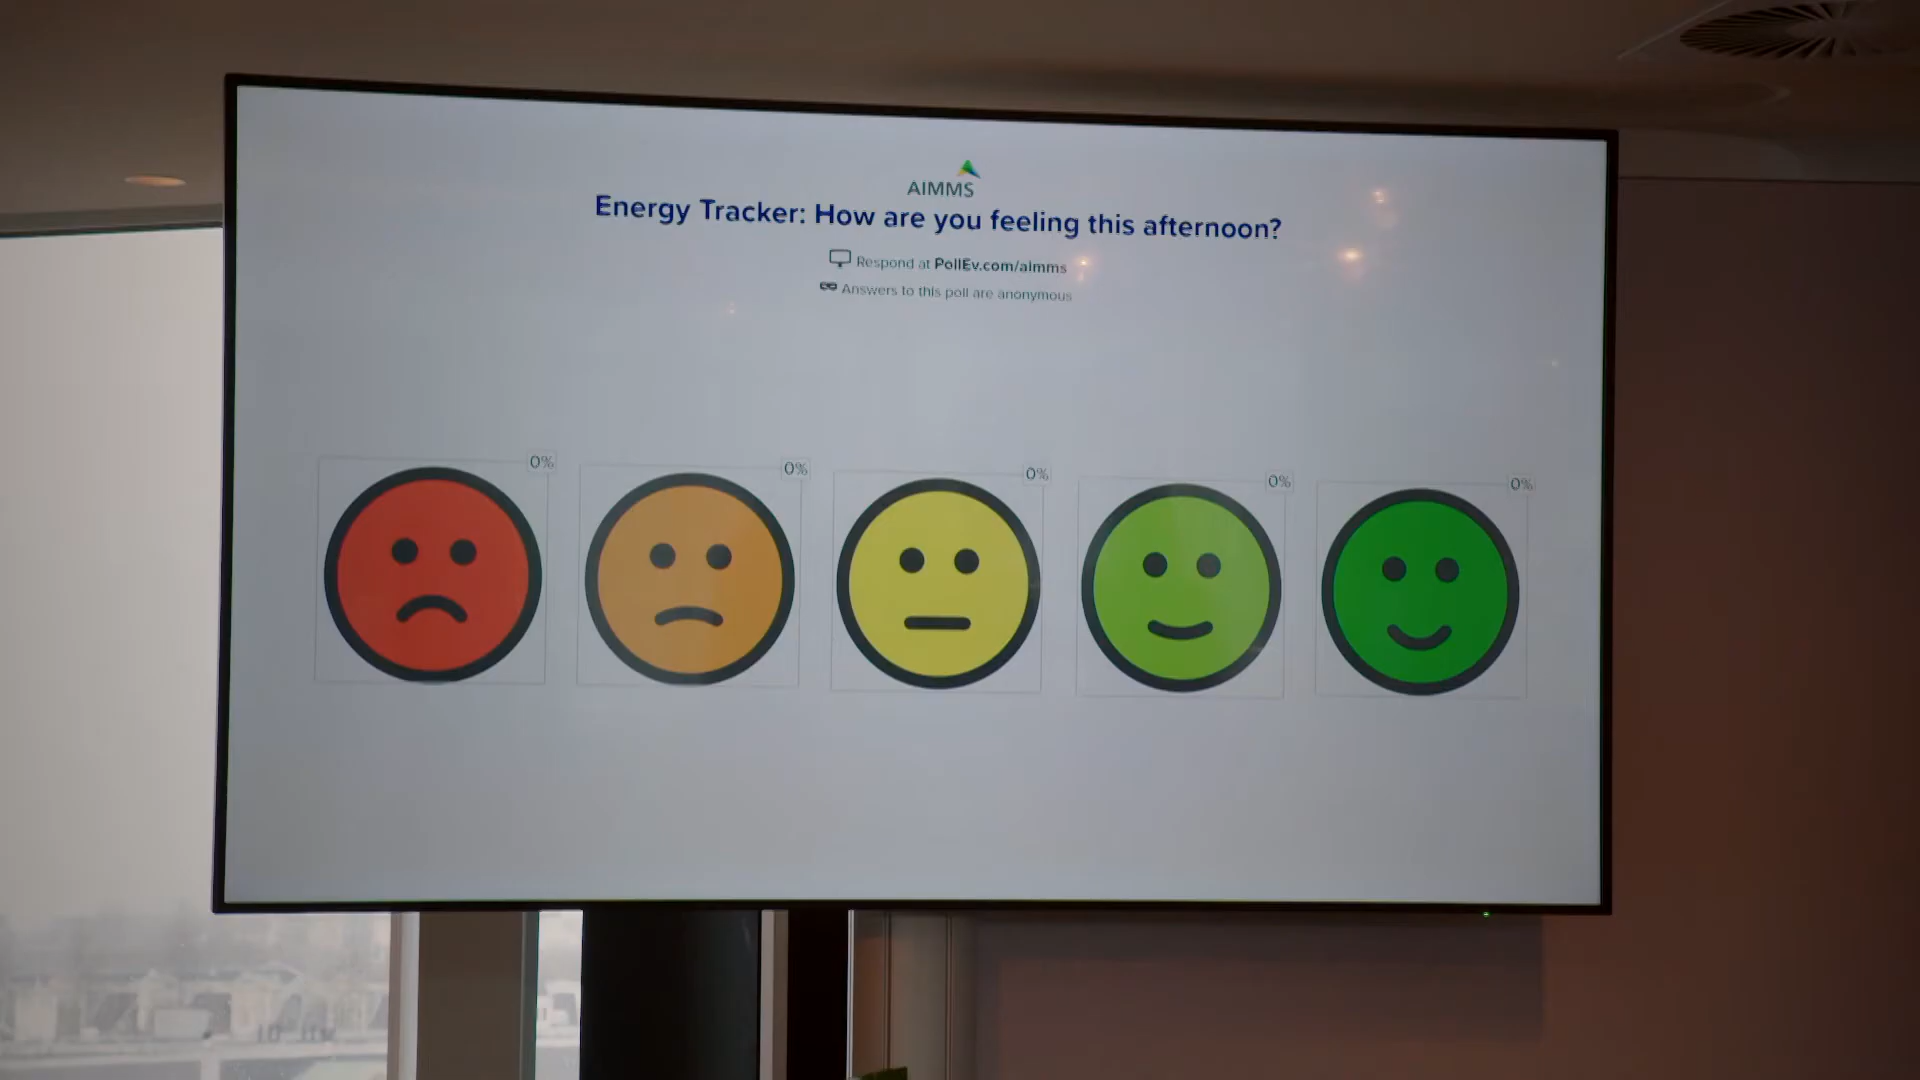 AIMMS
Energy Tracker: How are you feeling this afternoon?
Respond at PollEv.com/aimms
Answers to this poll are anonymous
0%
0%
0%
0%
0%